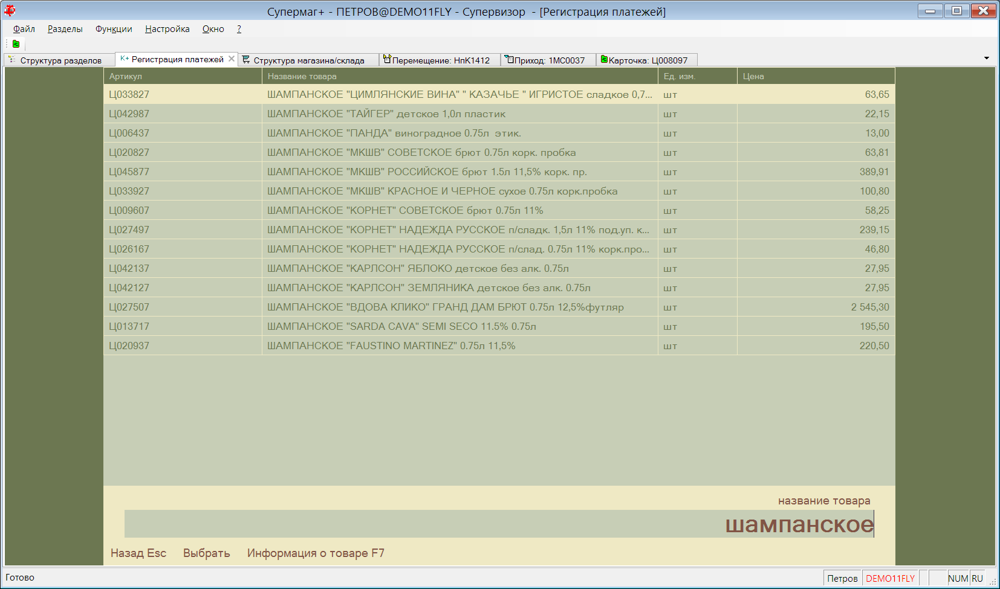 Супермаг+ - ПЕТРОВ@DEMO11FLY - Супервизор - [Регистрация платежей]
Файл Разделы Функции Настройка Окно ?
Структура разделов К+ Регистрация платежей Структура магазина/склада Перемещение: НпК1412 Приход: 1МС0037 Карточка: Ц008097
Артикул Название товара Ед. изм. Цена
Ц033827 ШАМПАНСКОЕ "ЦИМЛЯНСКИЕ ВИНА" " КАЗАЧЬЕ " ИГРИСТОЕ сладкое 0,7... шт 63,65
Ц042987 ШАМПАНСКОЕ "ТАЙГЕР" детское 1,0л пластик шт 22,15
Ц006437 ШАМПАНСКОЕ "ПАНДА" виноградное 0.75л этик. шт 13,00
Ц020827 ШАМПАНСКОЕ "МКШВ" СОВЕТСКОЕ брют 0.75л корк. пробка шт 63,81
Ц045877 ШАМПАНСКОЕ "МКШВ" РОССИЙСКОЕ брют 1.5л 11,5% корк. пр. шт 389,91
Ц033927 ШАМПАНСКОЕ "МКШВ" КРАСНОЕ И ЧЕРНОЕ сухое 0.75л корк.пробка шт 100,80
Ц009607 ШАМПАНСКОЕ "КОРНЕТ" СОВЕТСКОЕ брют 0.75л 11% шт 58,25
Ц027497 ШАМПАНСКОЕ "КОРНЕТ" НАДЕЖДА РУССКОЕ п/сладк. 1,5л 11% под.уп. к... шт 239,15
Ц026167 ШАМПАНСКОЕ "КОРНЕТ" НАДЕЖДА РУССКОЕ п/слад. 0.75л 11% корк.про... шт 46,80
Ц042137 ШАМПАНСКОЕ "КАРЛСОН" ЯБЛОКО детское без алк. 0.75л шт 27,95
Ц042127 ШАМПАНСКОЕ "КАРЛСОН" ЗЕМЛЯНИКА детское без алк. 0.75л шт 27,95
Ц027507 ШАМПАНСКОЕ "ВДОВА КЛИКО" ГРАНД ДАМ БРЮТ 0.75л 12,5%футляр шт 2 545,30
Ц013717 ШАМПАНСКОЕ "SARDA CAVA" SEMI SECO 11.5% 0.75л шт 195,50
Ц020937 ШАМПАНСКОЕ "FAUSTINO MARTINEZ" 0.75л 11,5% шт 220,50
название товара
шампанское
Назад Esc Выбрать Информация о товаре F7
Готово Петров DEMO11FLY NUM RU